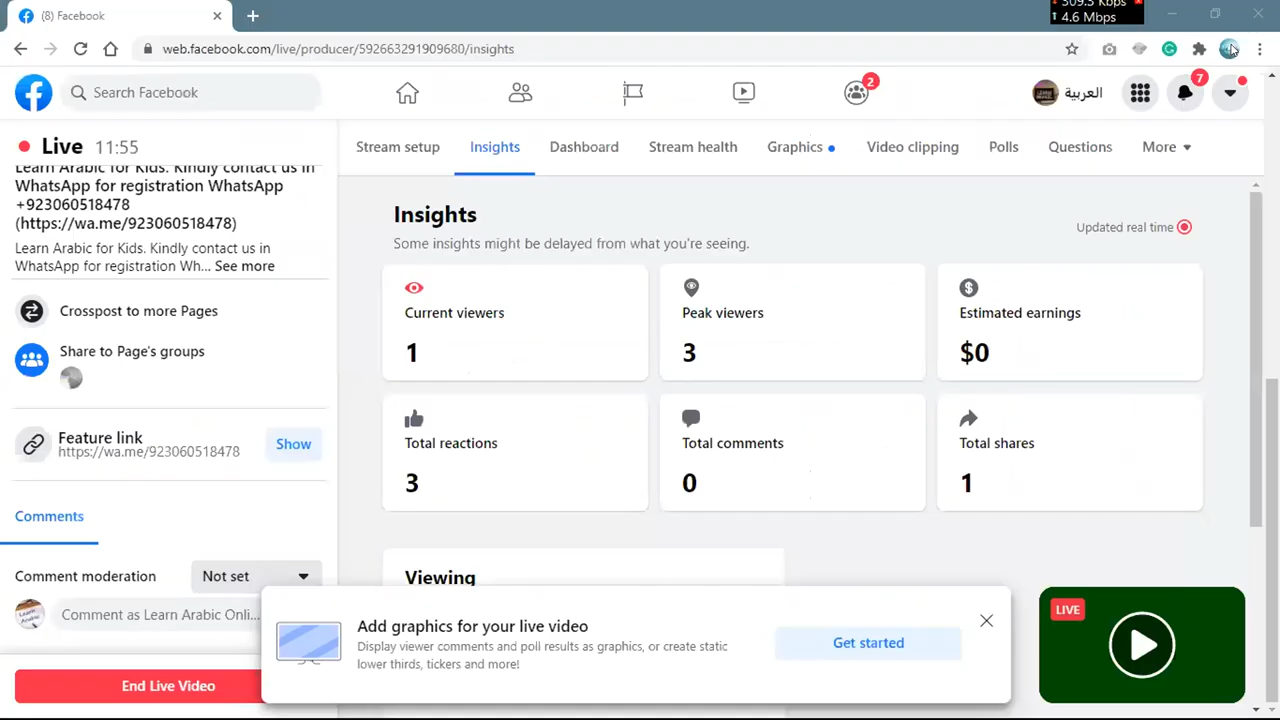 (8) Facebook
309.3 Kbps
4.6 Mbps
web.facebook.com/live/producer/592663291909680/insights
Search Facebook
2
العربية
7
Live 11:55
Learn Arabic for Kids. Kindly contact us in
WhatsApp for registration WhatsApp
+923060518478
(https://wa.me/923060518478)
Learn Arabic for Kids. Kindly contact us in
WhatsApp for registration Wh... See more
Crosspost to more Pages
Share to Page's groups
Feature link
https://wa.me/923060518478
Show
Comments
Comment moderation
Not set
Comment as Learn Arabic Onli...
End Live Video
Stream setup
Insights
Dashboard
Stream health
Graphics
Video clipping
Polls
Questions
More
Insights
Some insights might be delayed from what you're seeing.
Updated real time
Current viewers
1
Peak viewers
3
Estimated earnings
$0
Total reactions
3
Total comments
0
Total shares
1
Viewing
Add graphics for your live video
Display viewer comments and poll results as graphics, or create static
lower thirds, tickers and more!
Get started
LIVE